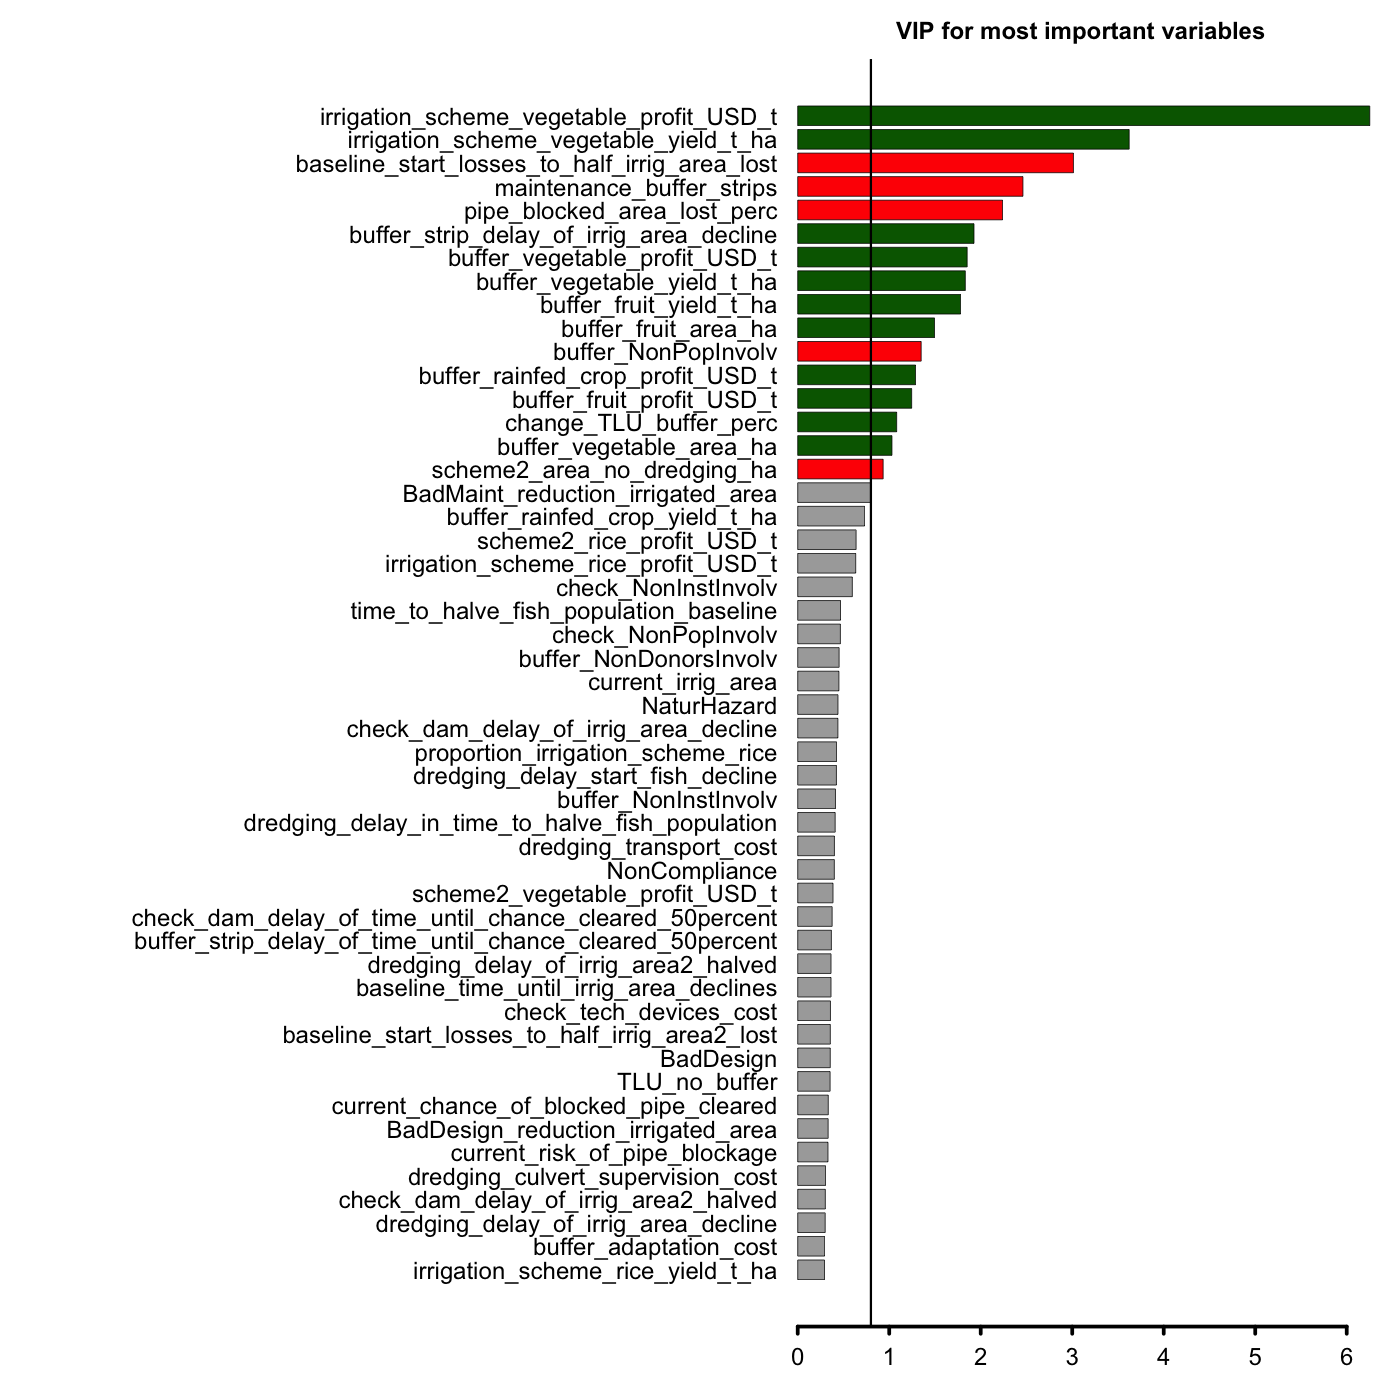 VIP for most important variables
irrigation_scheme_vegetable_profit_USD_t
irrigation_scheme_vegetable_yield_t_ha
baseline_start_losses_to_half_irrig_area_lost
maintenance_buffer_strips
pipe_blocked_area_lost_perc
buffer_strip_delay_of_irrig_area_decline
buffer_vegetable_profit_USD_t
buffer_vegetable_yield_t_ha
buffer_fruit_yield_t_ha
buffer_fruit_area_ha
buffer_NonPopInvolv
buffer_rainfed_crop_profit_USD_t
buffer_fruit_profit_USD_t
change_TLU_buffer_perc
buffer_vegetable_area_ha
scheme2_area_no_dredging_ha
BadMaint_reduction_irrigated_area
buffer_rainfed_crop_yield_t_ha
scheme2_rice_profit_USD_t
irrigation_scheme_rice_profit_USD_t
check_NonInstInvolv
time_to_halve_fish_population_baseline
check_NonPopInvolv
buffer_NonDonorsInvolv
current_irrig_area
NaturHazard
check_dam_delay_of_irrig_area_decline
proportion_irrigation_scheme_rice
dredging_delay_start_fish_decline
buffer_NonInstInvolv
dredging_delay_in_time_to_halve_fish_population
dredging_transport_cost
NonCompliance
scheme2_vegetable_profit_USD_t
check_dam_delay_of_time_until_chance_cleared_50percent
buffer_strip_delay_of_time_until_chance_cleared_50percent
dredging_delay_of_irrig_area2_halved
baseline_time_until_irrig_area_declines
check_tech_devices_cost
baseline_start_losses_to_half_irrig_area2_lost
BadDesign
TLU_no_buffer
current_chance_of_blocked_pipe_cleared
BadDesign_reduction_irrigated_area
current_risk_of_pipe_blockage
dredging_culvert_supervision_cost
check_dam_delay_of_irrig_area2_halved
dredging_delay_of_irrig_area_decline
buffer_adaptation_cost
irrigation_scheme_rice_yield_t_ha
0 1 2 3 4 5 6